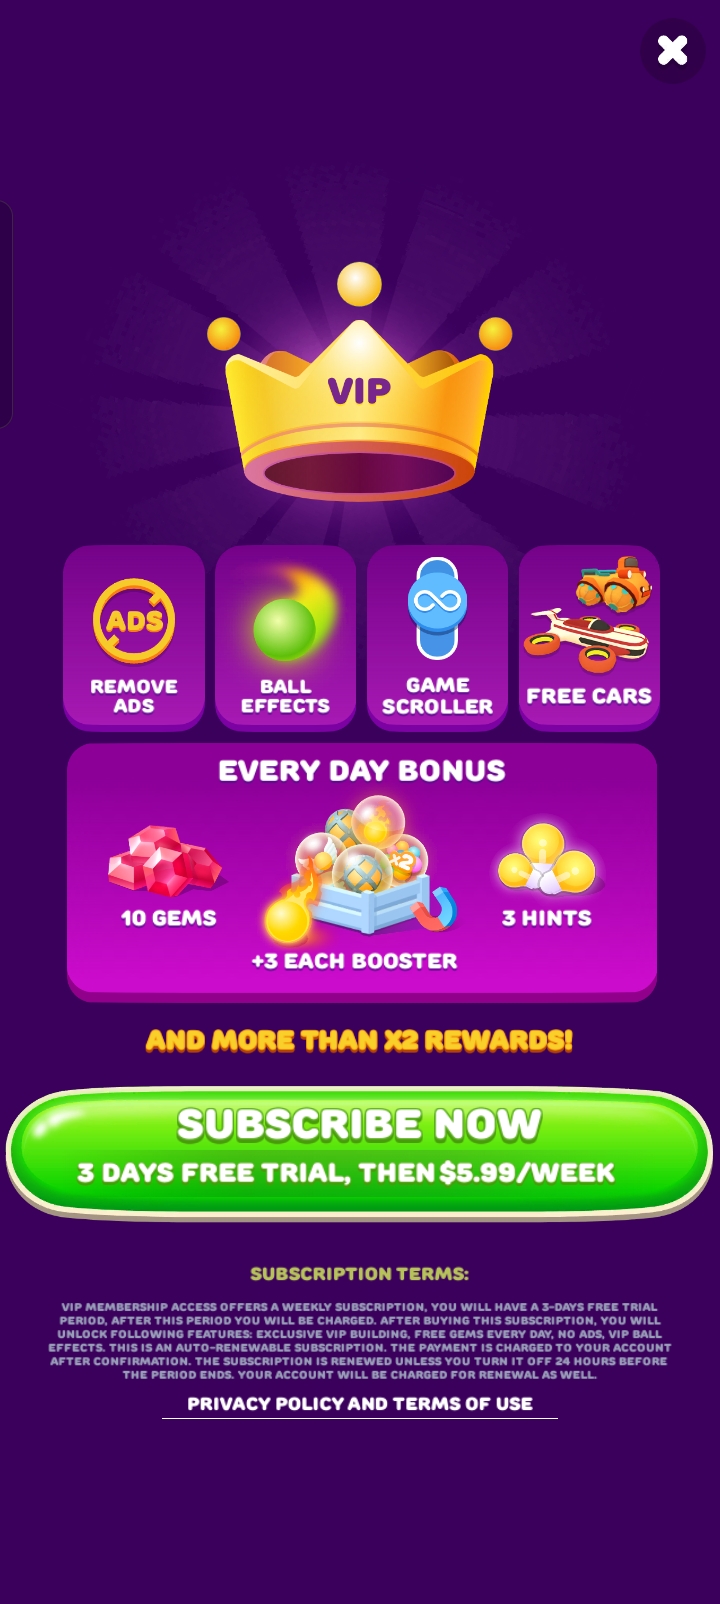 VIP
ADS
REMOVE
ADS
BALL
EFFECTS
GAME
SCROLLER
FREE CARS
EVERY DAY BONUS
+2
10 GEMS
3 HINTS
+3 EACH BOOSTER
AND MORE THAN X2 REWARDS!
SUBSCRIBE NOW
3 DAYS FREE TRIAL, THEN $5.99/WEEK
SUBSCRIPTION TERMS:
VIP MEMBERSHIP ACCESS OFFERS A WEEKLY SUBSCRIPTION, YOU WILL HAVE A 3-DAYS FREE TRIAL
PERIOD, AFTER THIS PERIOD YOU WILL BE CHARGED. AFTER BUYING THIS SUBSCRIPTION, YOU WILL
UNLOCK FOLLOWING FEATURES: EXCLUSIVE VIP BUILDING, FREE GEMS EVERY DAY, NO ADS, VIP BALL
EFFECTS. THIS IS AN AUTO-RENEWABLE SUBSCRIPTION. THE PAYMENT IS CHARGED TO YOUR ACCOUNT
AFTER CONFIRMATION. THE SUBSCRIPTION IS RENEWED UNLESS YOU TURN IT OFF 24 HOURS BEFORE
THE PERIOD ENDS. YOUR ACCOUNT WILL BE CHARGED FOR RENEWAL AS WELL.
PRIVACY POLICY AND TERMS OF USE